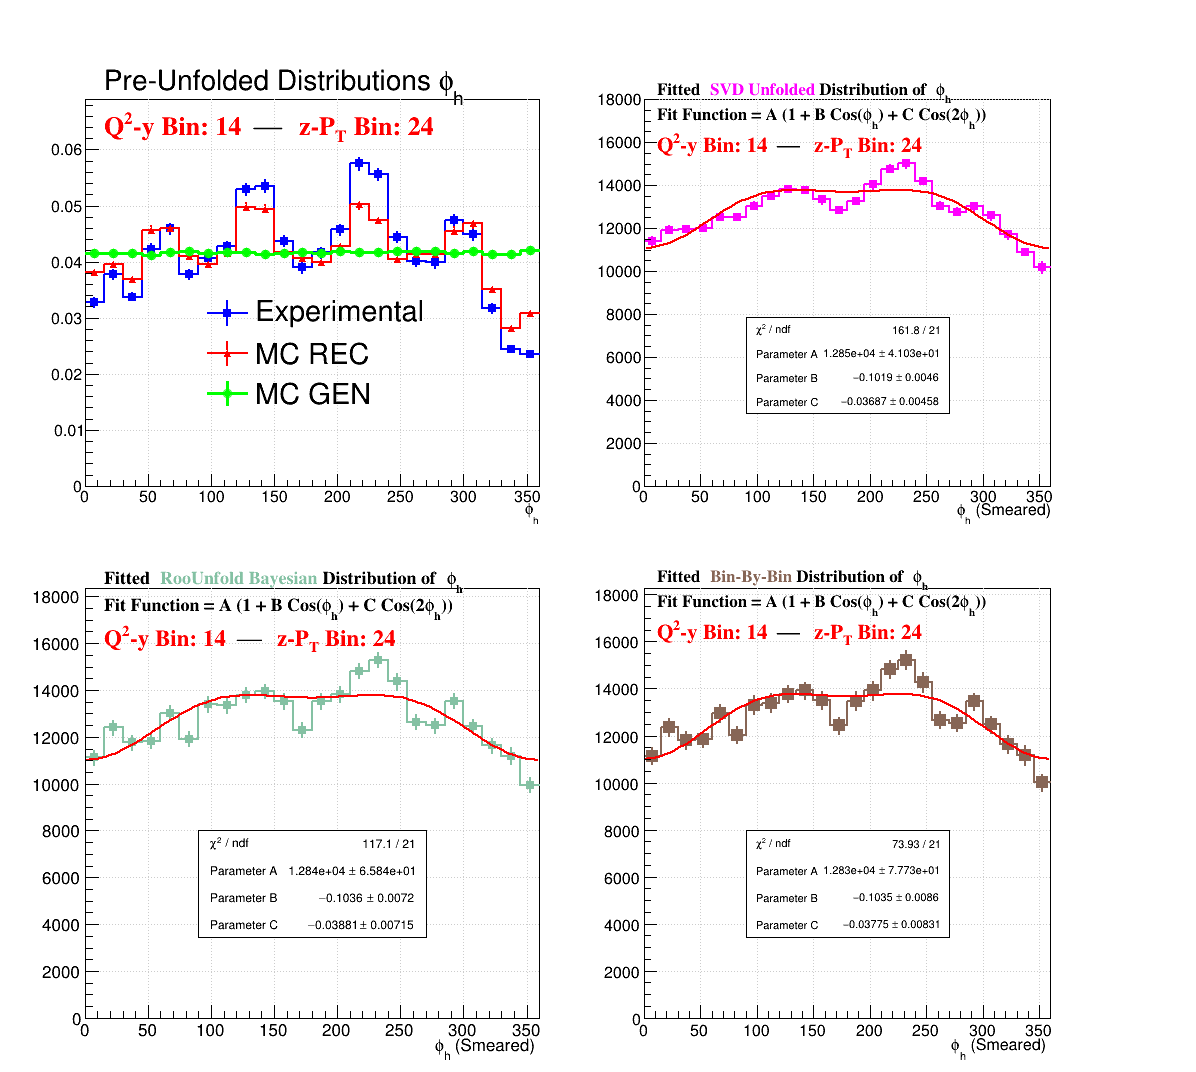 Pre-Unfolded Distributions ϕh
Q²-y Bin: 14 — z-PT Bin: 24
0.06
0.05
0.04
0.03
0.02
0.01
0
Experimental
MC REC
MC GEN
0 50 100 150 200 250 300 350
ϕh
Fitted SVD Unfolded Distribution of ϕh
Fit Function = A (1 + B Cos(ϕh) + C Cos(2ϕh))
Q²-y Bin: 14 — z-PT Bin: 24
18000
16000
14000
12000
10000
8000
6000
4000
2000
0
χ² / ndf 161.8 / 21
Parameter A 1.285e+04 ± 4.103e+01
Parameter B −0.1019 ± 0.0046
Parameter C −0.03687 ± 0.00458
0 50 100 150 200 250 300 350
ϕh (Smeared)
Fitted RooUnfold Bayesian Distribution of ϕh
Fit Function = A (1 + B Cos(ϕh) + C Cos(2ϕh))
Q²-y Bin: 14 — z-PT Bin: 24
18000
16000
14000
12000
10000
8000
6000
4000
2000
0
χ² / ndf 117.1 / 21
Parameter A 1.284e+04 ± 6.584e+01
Parameter B −0.1036 ± 0.0072
Parameter C −0.03881 ± 0.00715
0 50 100 150 200 250 300 350
ϕh (Smeared)
Fitted Bin-By-Bin Distribution of ϕh
Fit Function = A (1 + B Cos(ϕh) + C Cos(2ϕh))
Q²-y Bin: 14 — z-PT Bin: 24
18000
16000
14000
12000
10000
8000
6000
4000
2000
0
χ² / ndf 73.93 / 21
Parameter A 1.283e+04 ± 7.773e+01
Parameter B −0.1035 ± 0.0086
Parameter C −0.03775 ± 0.00831
0 50 100 150 200 250 300 350
ϕh (Smeared)